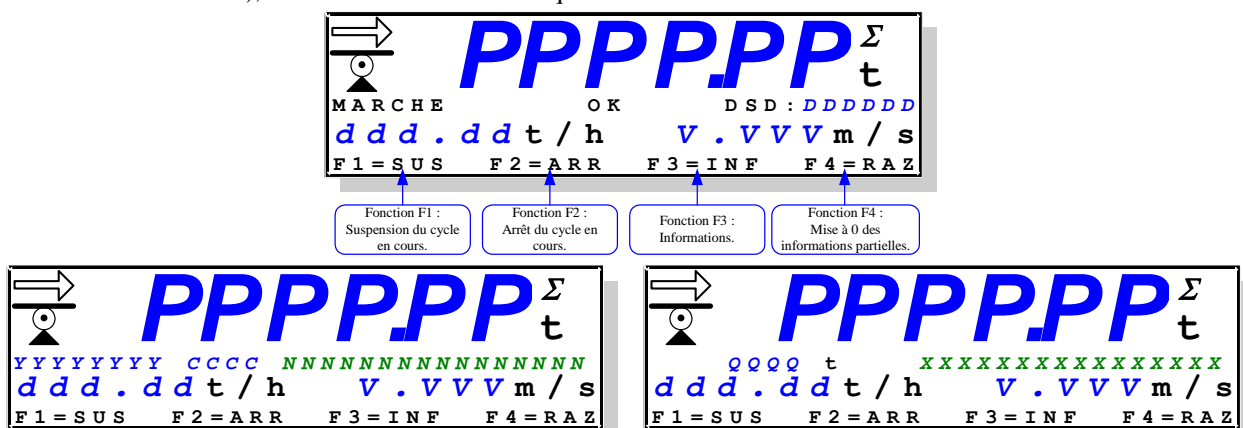 PPPP.PP Σ
t
MARCHE OK DSD:DDDDDD
ddd.ddt/h V.VVVm/s
F1=SUS F2=ARR F3=INF F4=RAZ
Fonction F1 :
Suspension du cycle
en cours.
Fonction F2 :
Arrêt du cycle en
cours.
Fonction F3 :
Informations.
Fonction F4 :
Mise à 0 des
informations partielles.
PPPP.PP Σ
t
YYYYYYYY CCCC NNNNNNNNNNNNNNNN
ddd.ddt/h V.VVVm/s
F1=SUS F2=ARR F3=INF F4=RAZ
PPPP.PP Σ
t
QQQQ t XXXXXXXXXXXXXXXX
ddd.ddt/h V.VVVm/s
F1=SUS F2=ARR F3=INF F4=RAZ